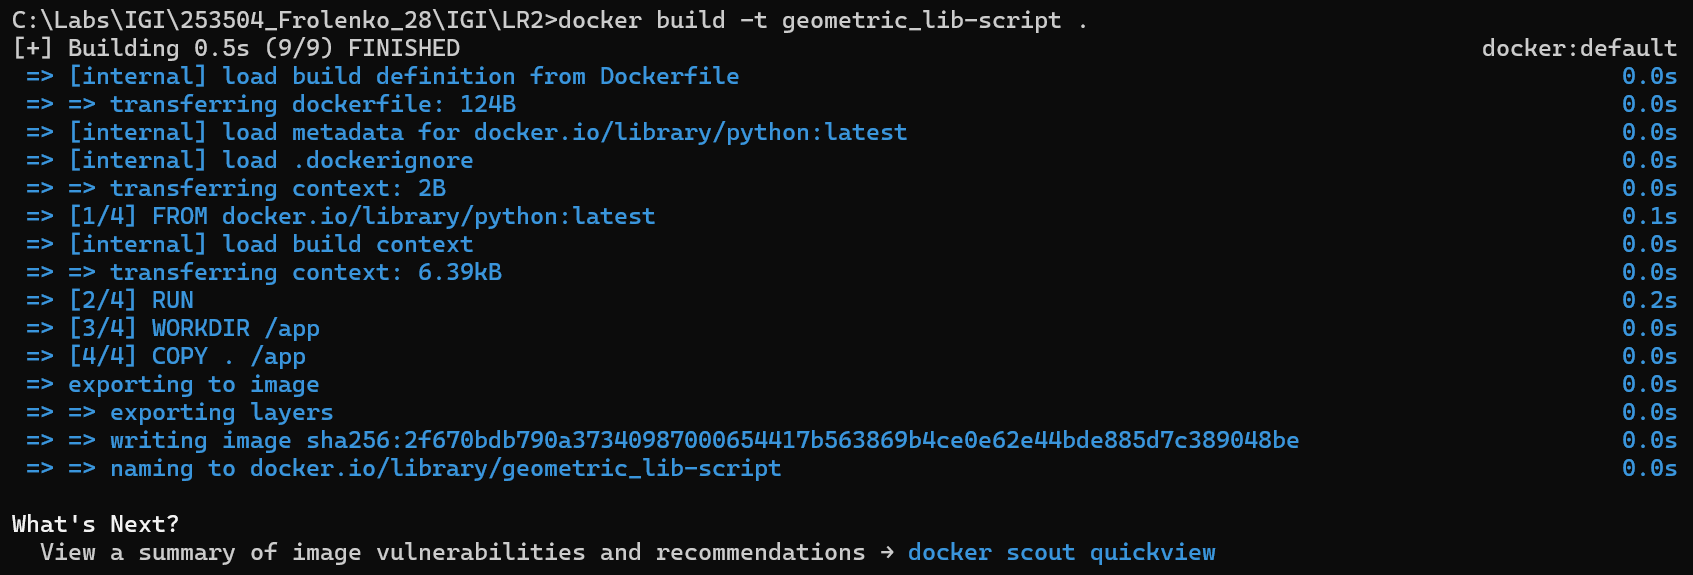 C:\Labs\IGI\253504_Frolenko_28\IGI\LR2>docker build -t geometric_lib-script .
[+] Building 0.5s (9/9) FINISHED docker:default
=> [internal] load build definition from Dockerfile 0.0s
=> => transferring dockerfile: 124B 0.0s
=> [internal] load metadata for docker.io/library/python:latest 0.0s
=> [internal] load .dockerignore 0.0s
=> => transferring context: 2B 0.0s
=> [1/4] FROM docker.io/library/python:latest 0.1s
=> [internal] load build context 0.0s
=> => transferring context: 6.39kB 0.0s
=> [2/4] RUN 0.2s
=> [3/4] WORKDIR /app 0.0s
=> [4/4] COPY . /app 0.0s
=> exporting to image 0.0s
=> => exporting layers 0.0s
=> => writing image sha256:2f670bdb790a37340987000654417b563869b4ce0e62e44bde885d7c389048be 0.0s
=> => naming to docker.io/library/geometric_lib-script 0.0s
What's Next?
View a summary of image vulnerabilities and recommendations → docker scout quickview